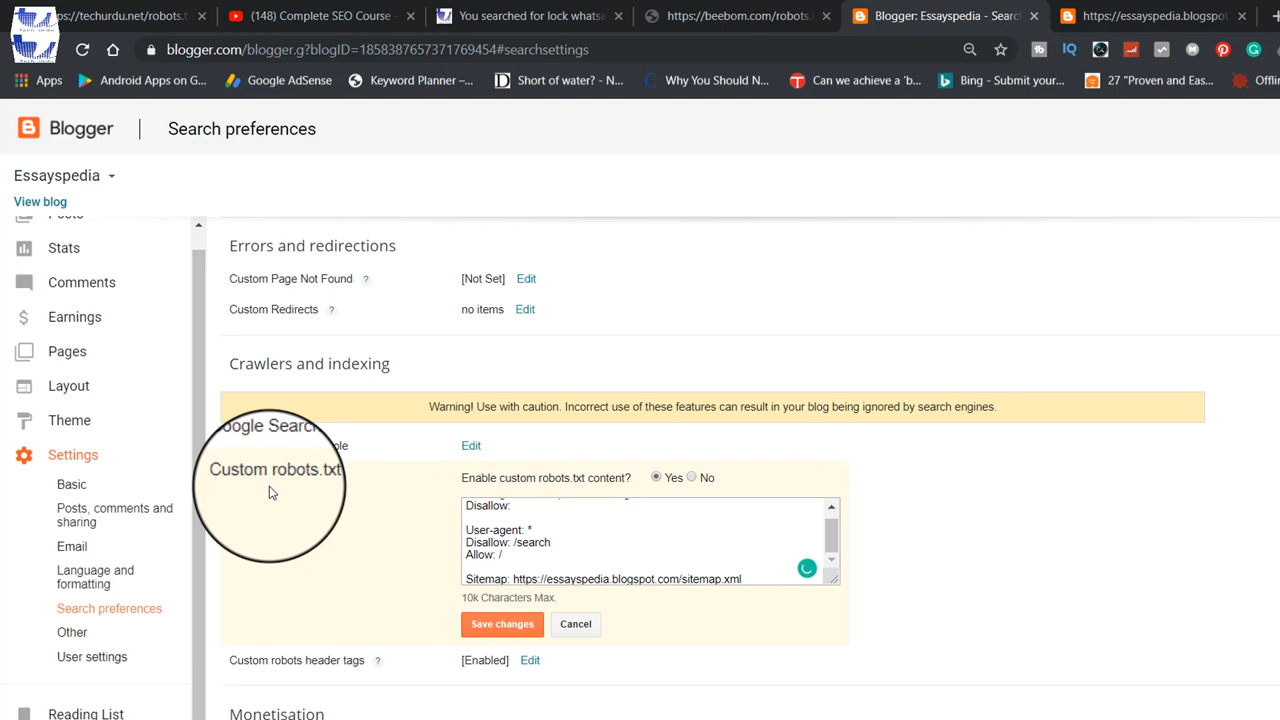 https://techurdu.net/robots.t
(148) Complete SEO Course
You searched for lock whatsa
https://bebom.com/robots.
Blogger: Essayspedia - Search
https://essayspedia.blogspot
blogger.com/blogger.g?blogID=1858387657371765454#searchsettings
Apps
Android Apps on G...
Google AdSense
Keyword Planner –...
Short of water? - N...
Why You Should N...
Can we achieve a 'b...
Bing - Submit your...
27 "Proven and Eas...
Offlin
Blogger
Search preferences
Essayspedia
View blog
Posts
Stats
Comments
Earnings
Pages
Layout
Theme
Settings
Basic
Posts, comments and
sharing
Email
Language and
formatting
Search preferences
Other
User settings
Reading List
Errors and redirections
Custom Page Not Found ? [Not Set] Edit
Custom Redirects ? no items Edit
Crawlers and indexing
Warning! Use with caution. Incorrect use of these features can result in your blog being ignored by search engines.
oogle Searc
ole Edit
Custom robots.txt
Enable custom robots.txt content? Yes No
Disallow:
User-agent: *
Disallow: /search
Allow: /
Sitemap: https://essayspedia.blogspot.com/sitemap.xml
10k Characters Max.
Save changes Cancel
Custom robots header tags ? [Enabled] Edit
Monetisation